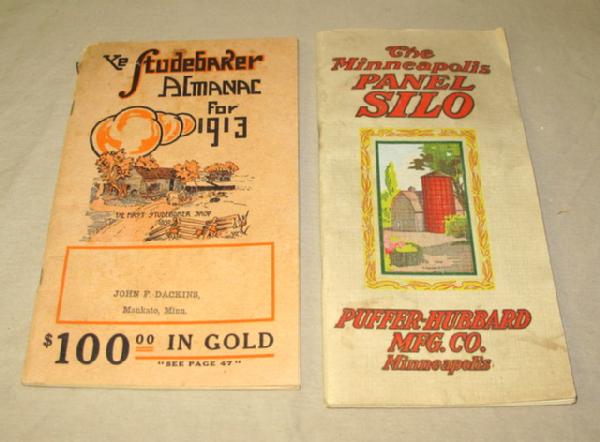 Ye Studebaker
Almanac
For
1913
Ye First Studebaker Shop
JOHN F. DACKINS,
Mankato, Minn.
$100.00 IN GOLD
"SEE PAGE 47"
The
Minneapolis
PANEL
SILO
PUFFER-HUBBARD
MFG. CO.
Minneapolis